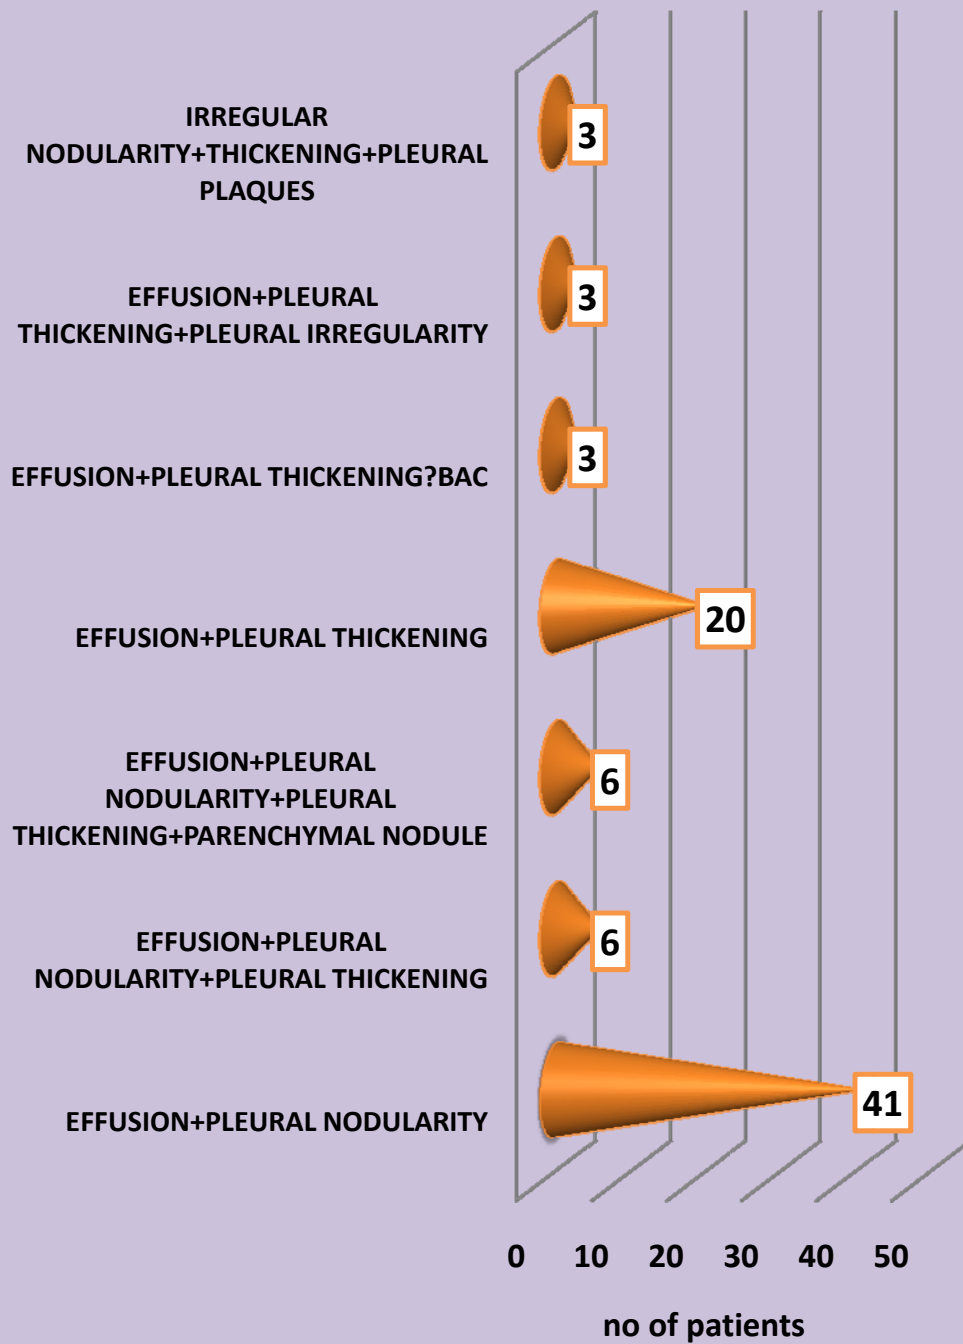 IRREGULAR
NODULARITY+THICKENING+PLEURAL
PLAQUES
3
EFFUSION+PLEURAL
THICKENING+PLEURAL IRREGULARITY
3
EFFUSION+PLEURAL THICKENING?BAC
3
EFFUSION+PLEURAL THICKENING
20
EFFUSION+PLEURAL
NODULARITY+PLEURAL
THICKENING+PARENCHYMAL NODULE
6
EFFUSION+PLEURAL
NODULARITY+PLEURAL THICKENING
6
EFFUSION+PLEURAL NODULARITY
41
0 10 20 30 40 50
no of patients